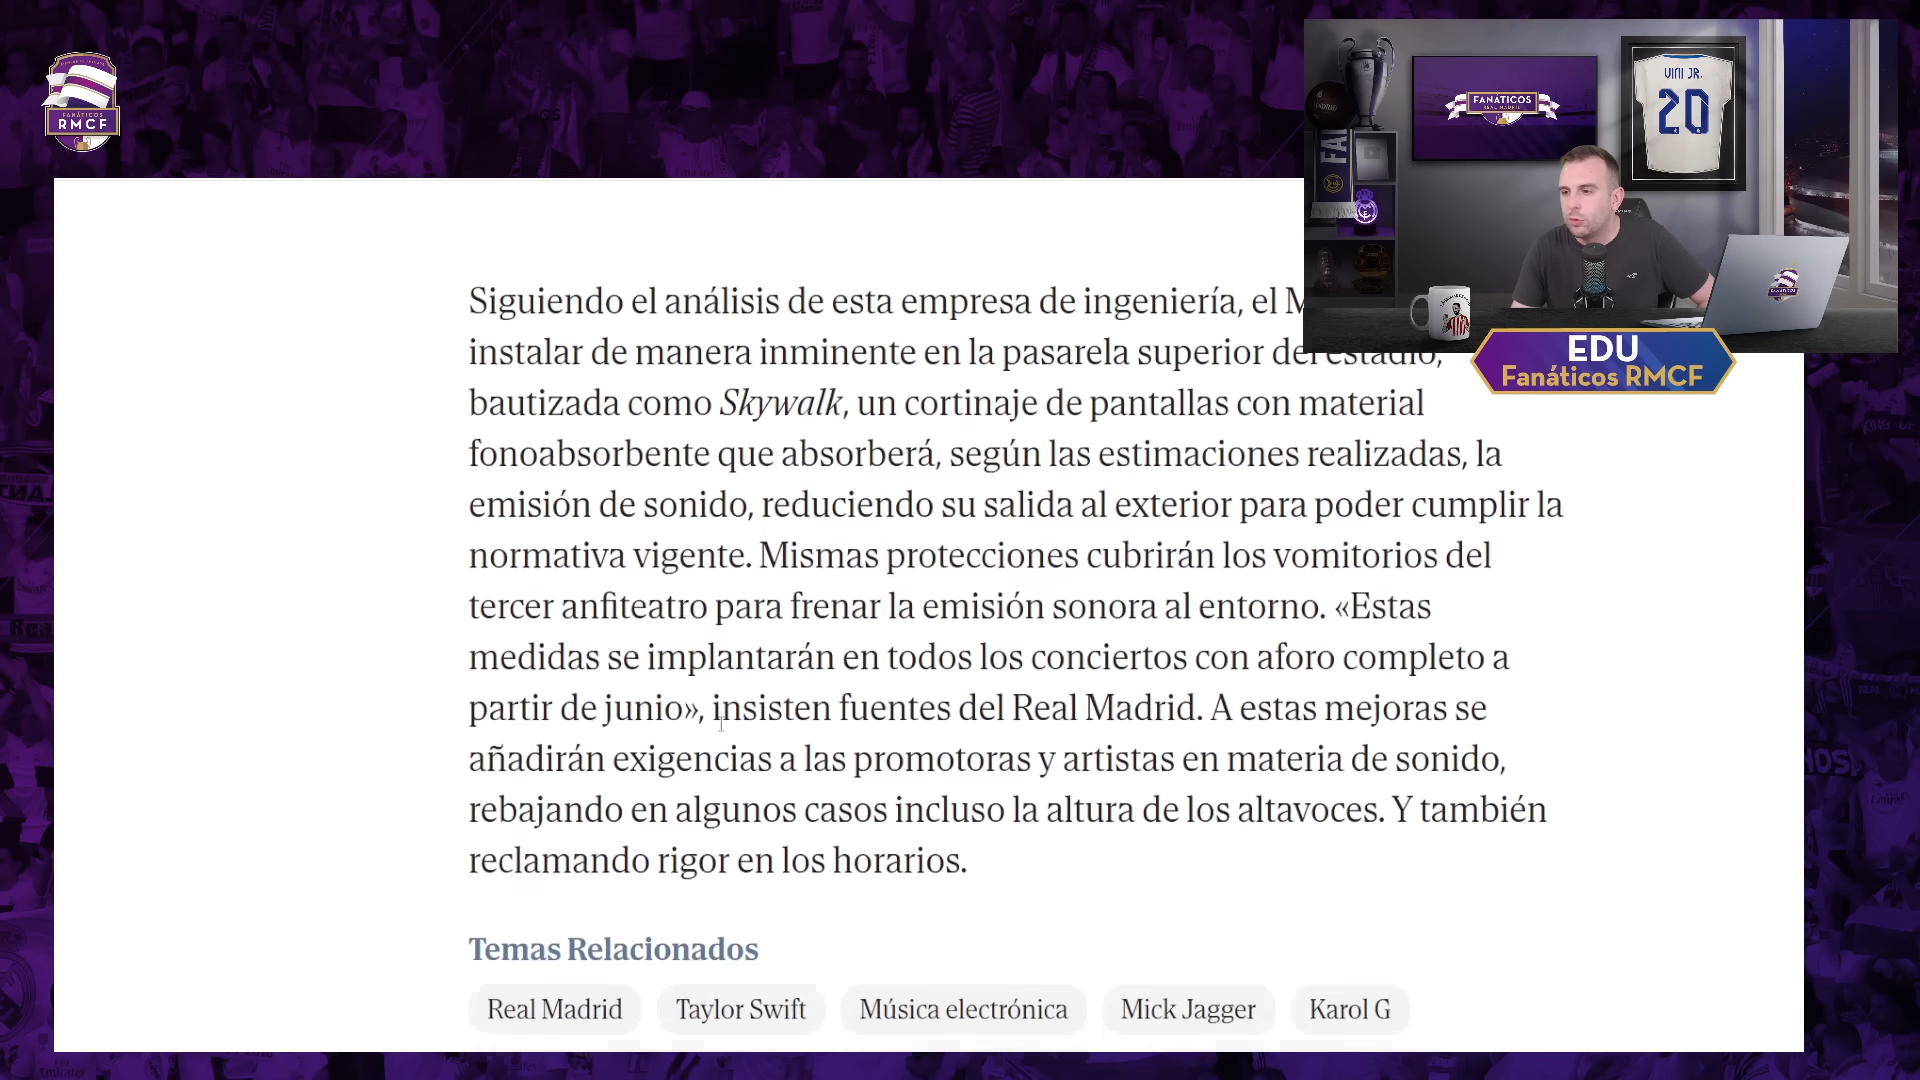 FANÁTICOS
RMCF
FANÁTICOS
REAL MADRID
VINI JR.
20
EDU
Fanáticos RMCF
Siguiendo el análisis de esta empresa de ingeniería, el
instalar de manera inminente en la pasarela superior del estadio,
bautizada como Skywalk, un cortinaje de pantallas con material
fonoabsorbente que absorberá, según las estimaciones realizadas, la
emisión de sonido, reduciendo su salida al exterior para poder cumplir la
normativa vigente. Mismas protecciones cubrirán los vomitorios del
tercer anfiteatro para frenar la emisión sonora al entorno. «Estas
medidas se implantarán en todos los conciertos con aforo completo a
partir de junio», insisten fuentes del Real Madrid. A estas mejoras se
añadirán exigencias a las promotoras y artistas en materia de sonido,
rebajando en algunos casos incluso la altura de los altavoces. Y también
reclamando rigor en los horarios.
Temas Relacionados
Real Madrid
Taylor Swift
Música electrónica
Mick Jagger
Karol G